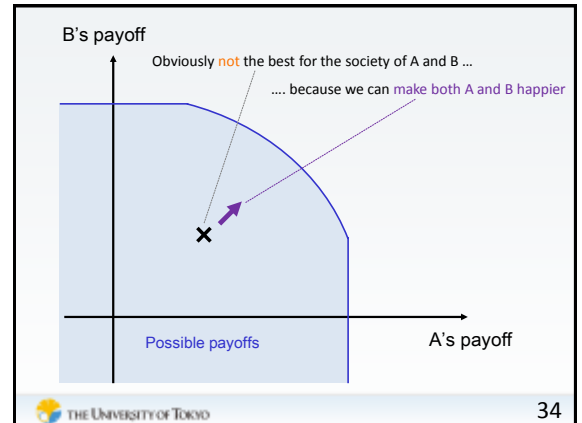 B's payoff
Obviously not the best for the society of A and B …
…. because we can make both A and B happier
Possible payoffs
A's payoff
THE UNIVERSITY OF TOKYO
34